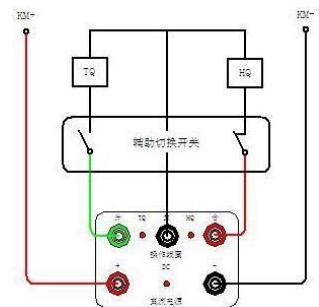 KM+
KM-
TQ
HQ
辅助切换开关
分
TQ
HQ
合
操作线圈
+
DC
-
直流电源